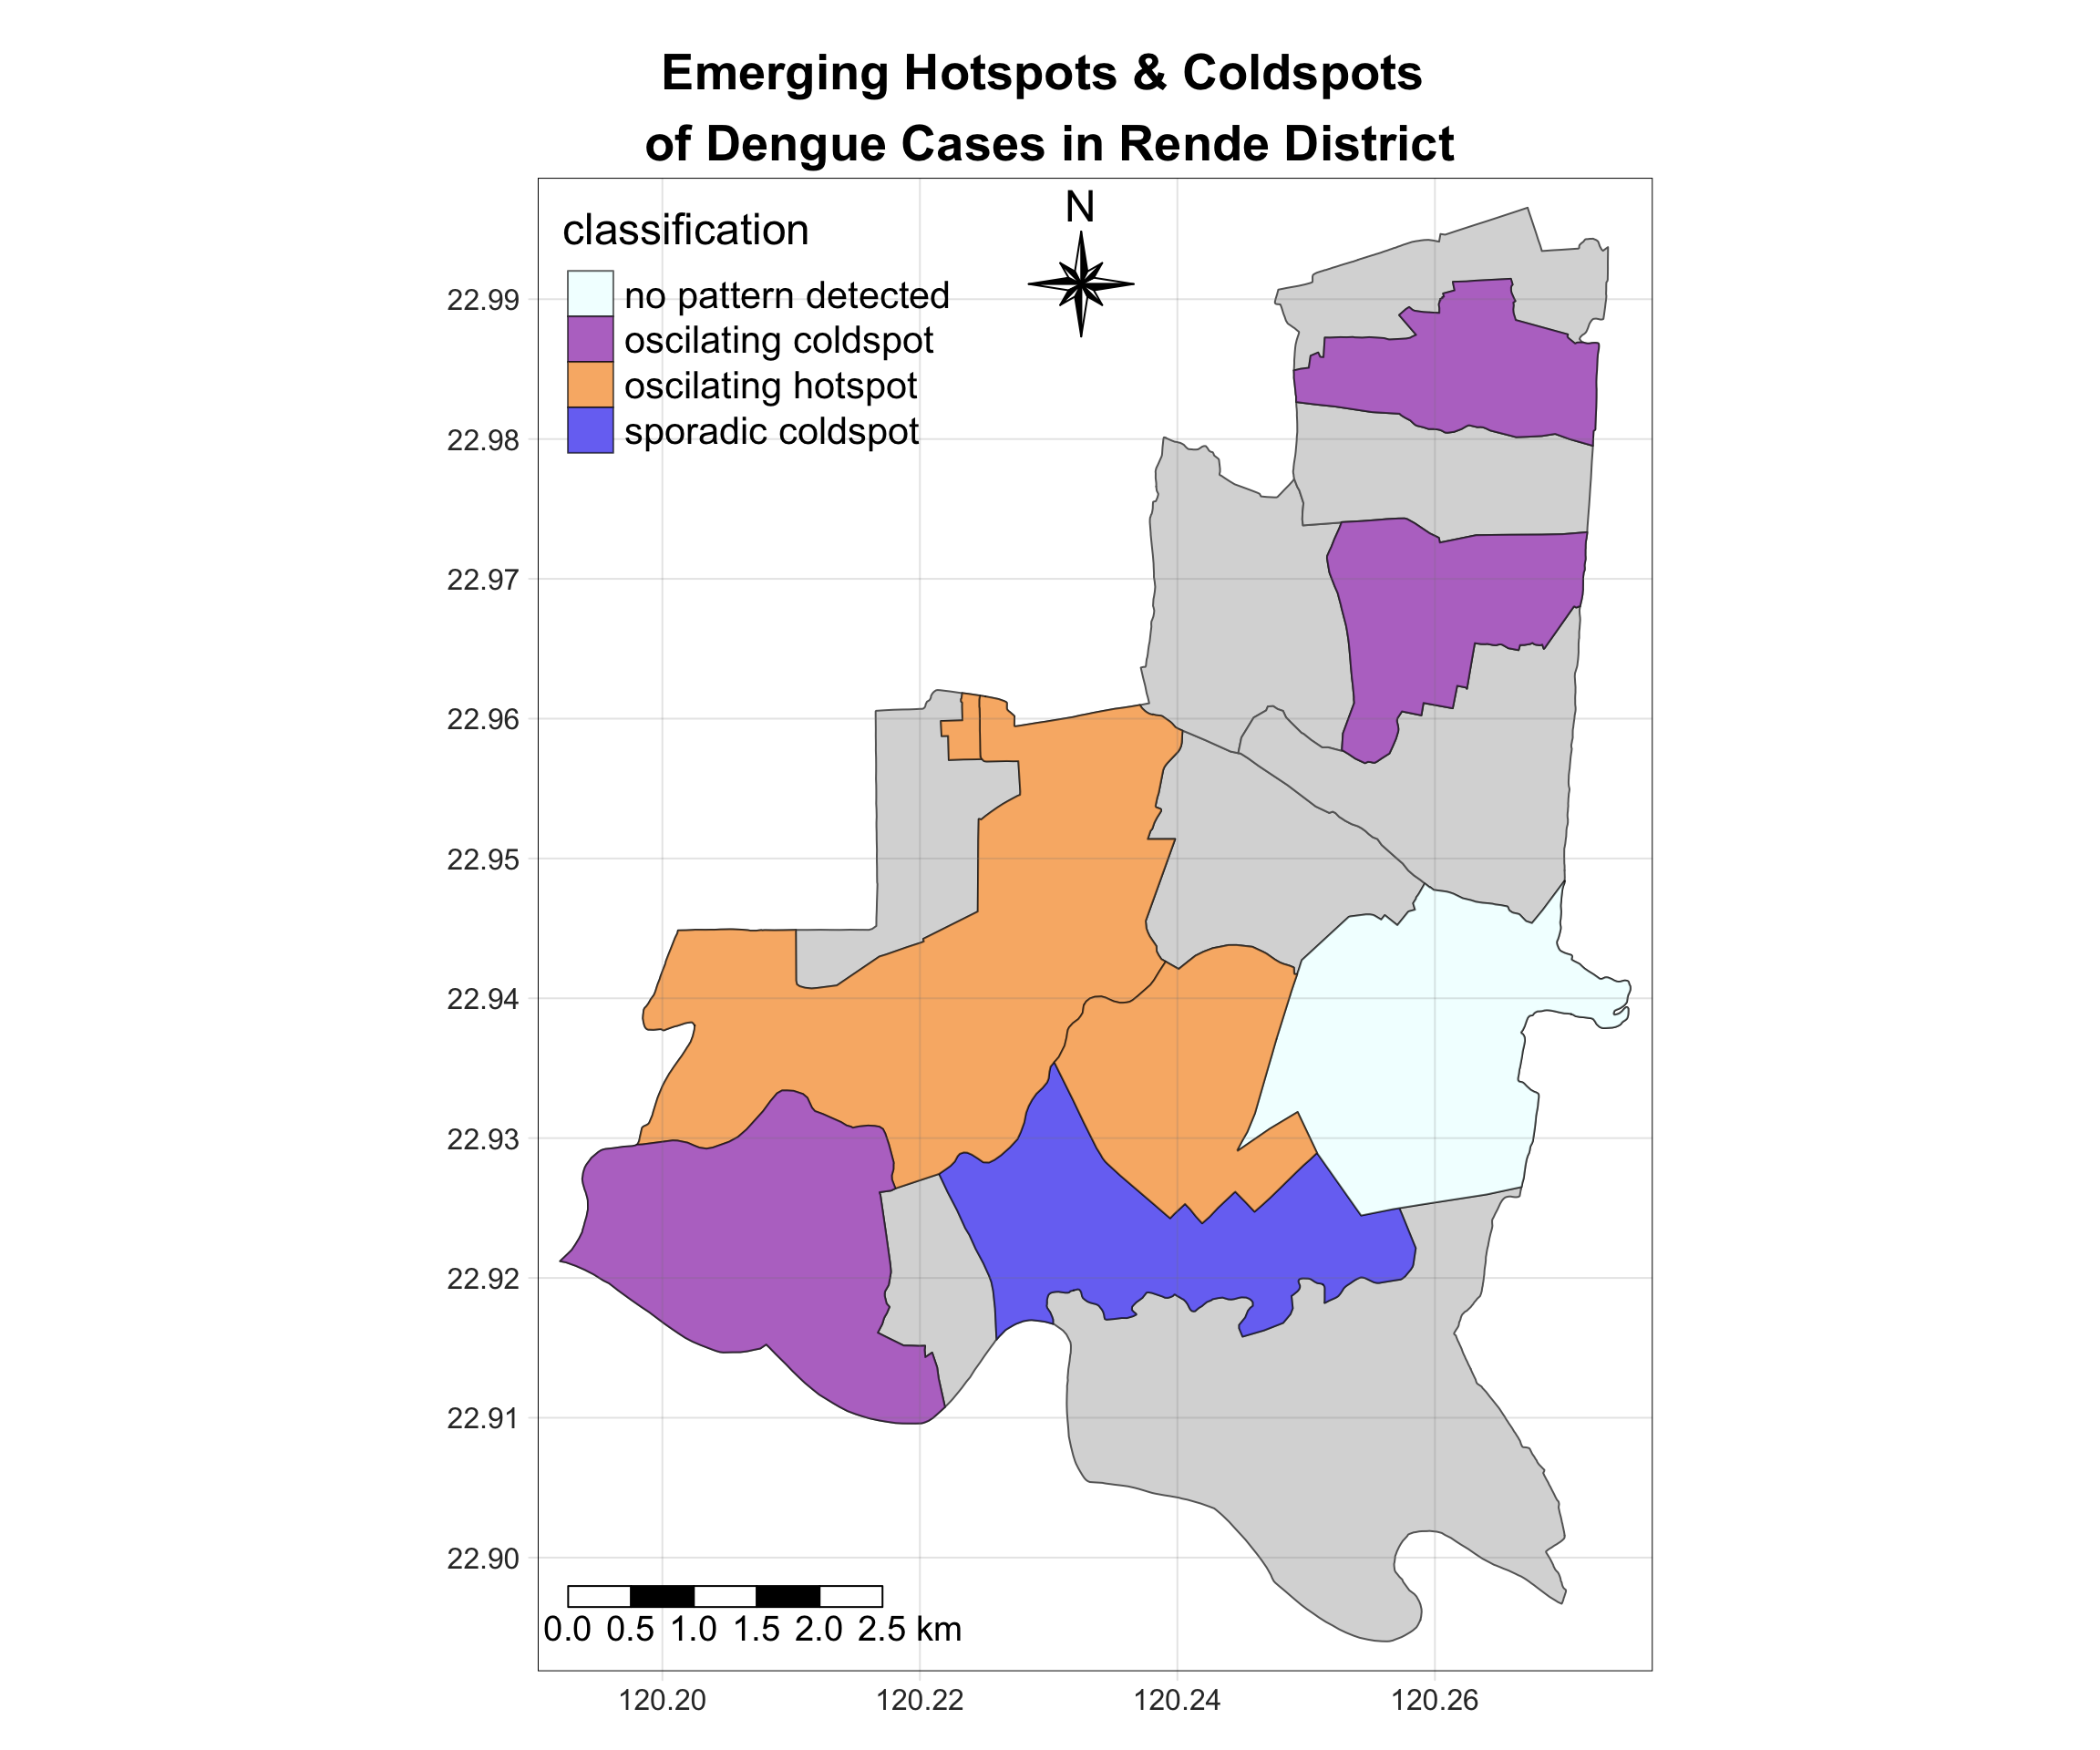 Emerging Hotspots & Coldspots
of Dengue Cases in Rende District
N
classification
no pattern detected
oscilating coldspot
oscilating hotspot
sporadic coldspot
22.99
22.98
22.97
22.96
22.95
22.94
22.93
22.92
22.91
22.90
0.0 0.5 1.0 1.5 2.0 2.5 km
120.20 120.22 120.24 120.26